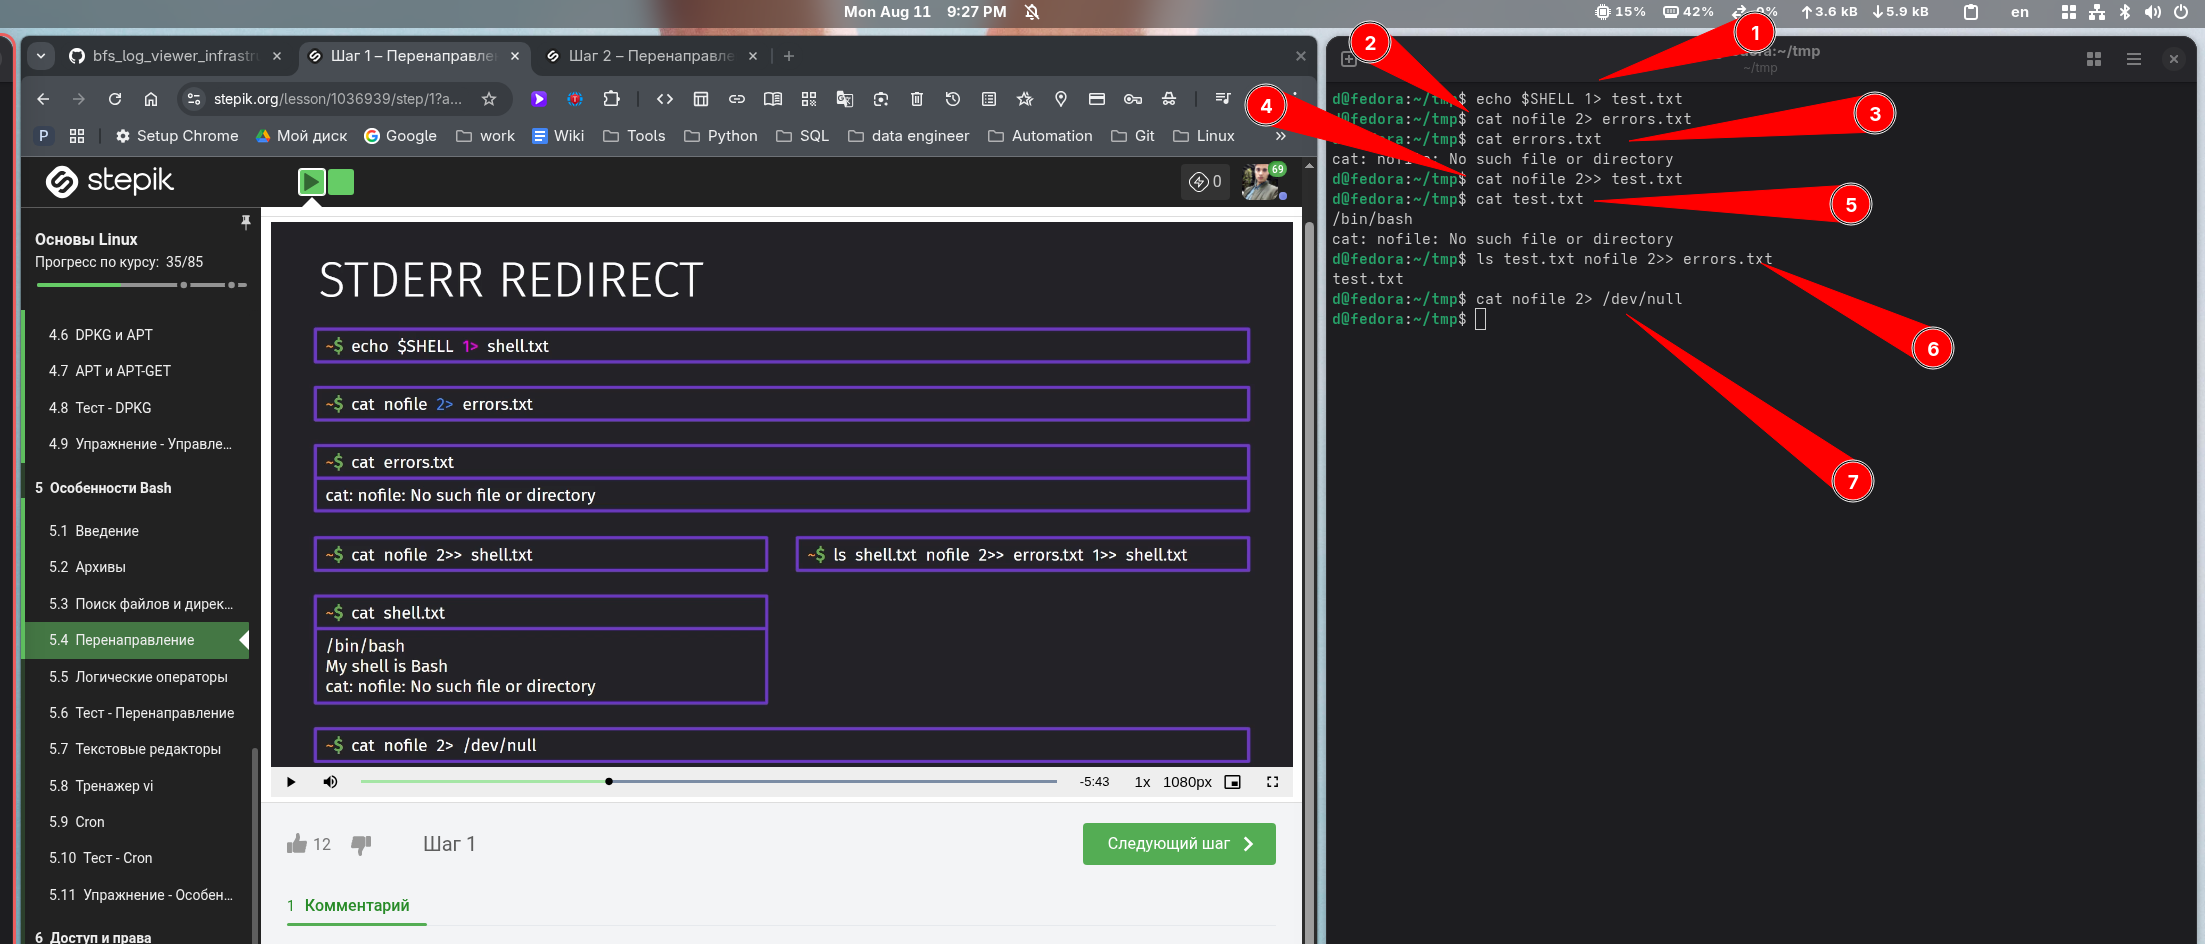 Mon Aug 11 9:27 PM
15% 42% 0% 3.6 kB 5.9 kB en
bfs_log_viewer_infrastru
Шаг 1 – Перенаправле
Шаг 2 – Перенаправле
stepik.org/lesson/1036939/step/1?a...
P Setup Chrome Мой диск Google work Wiki Tools Python SQL data engineer Automation Git Linux »
stepik
0
69
Основы Linux
Прогресс по курсу: 35/85
4.6 DPKG и APT
4.7 APT и APT-GET
4.8 Тест - DPKG
4.9 Упражнение - Управле...
5 Особенности Bash
5.1 Введение
5.2 Архивы
5.3 Поиск файлов и дирек...
5.4 Перенаправление
5.5 Логические операторы
5.6 Тест - Перенаправление
5.7 Текстовые редакторы
5.8 Тренажер vi
5.9 Cron
5.10 Тест - Cron
5.11 Упражнение - Особен...
6 Доступ и права
STDERR REDIRECT
~$ echo $SHELL 1> shell.txt
~$ cat nofile 2> errors.txt
~$ cat errors.txt
cat: nofile: No such file or directory
~$ cat nofile 2>> shell.txt
~$ ls shell.txt nofile 2>> errors.txt 1>> shell.txt
~$ cat shell.txt
/bin/bash
My shell is Bash
cat: nofile: No such file or directory
~$ cat nofile 2> /dev/null
-5:43 1x 1080px
12
Шаг 1
Следующий шаг
1 Комментарий
:~/tmp
~/tmp
d@fedora:~/tmp$ echo $SHELL 1> test.txt
d@fedora:~/tmp$ cat nofile 2> errors.txt
d@fedora:~/tmp$ cat errors.txt
cat: nofile: No such file or directory
d@fedora:~/tmp$ cat nofile 2>> test.txt
d@fedora:~/tmp$ cat test.txt
/bin/bash
cat: nofile: No such file or directory
d@fedora:~/tmp$ ls test.txt nofile 2>> errors.txt
test.txt
d@fedora:~/tmp$ cat nofile 2> /dev/null
d@fedora:~/tmp$
1
2
3
4
5
6
7